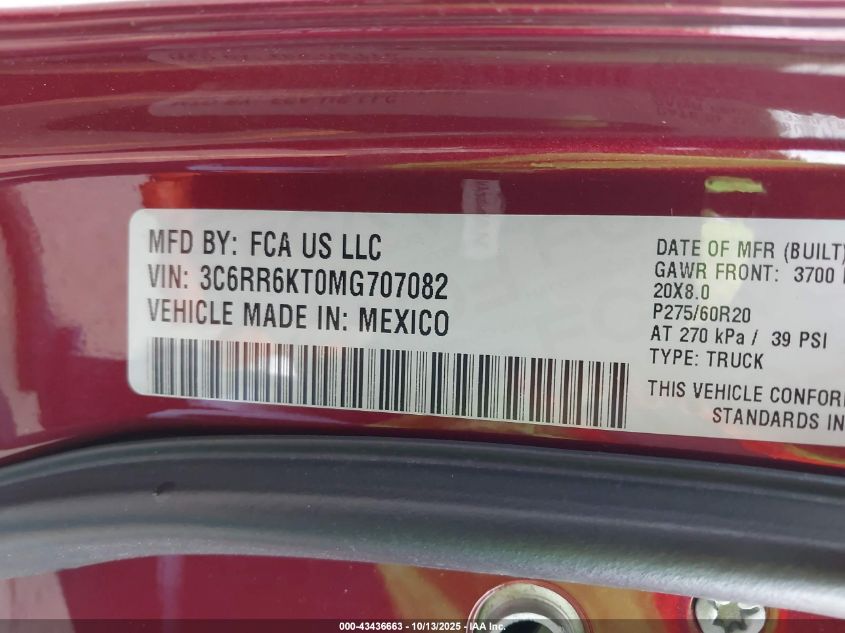 MFD BY: FCA US LLC
VIN: 3C6RR6KT0MG707082
VEHICLE MADE IN: MEXICO
DATE OF MFR (BUILT)
GAWR FRONT: 3700
20X8.0
P275/60R20
AT 270 kPa / 39 PSI
TYPE: TRUCK
THIS VEHICLE CONFOR
STANDARDS IN
000-43436663 - 10/13/2025 - IAA Inc.